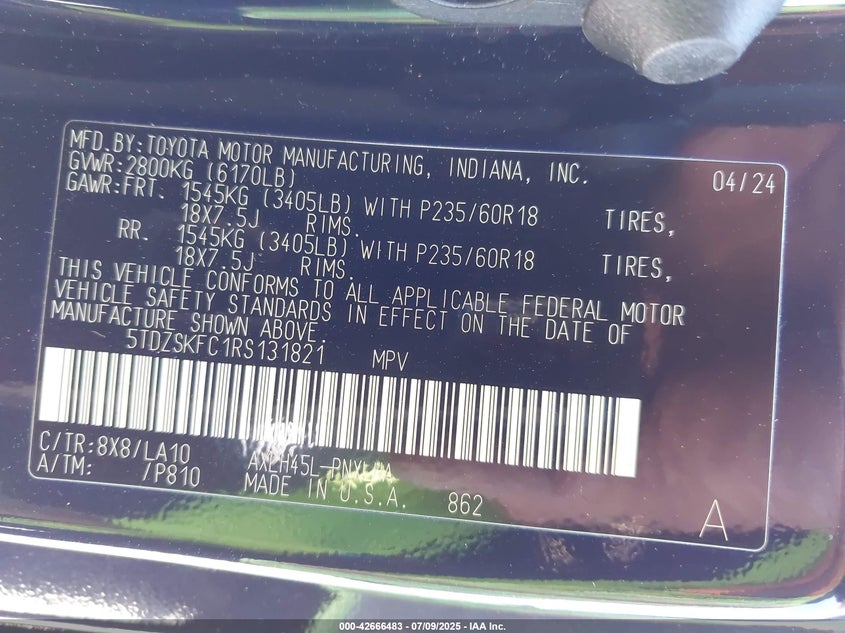 MFD.BY:TOYOTA MOTOR MANUFACTURING, INDIANA, INC. 04/24
GVWR:2800KG (6170LB)
GAWR:FRT. 1545KG (3405LB) WITH P235/60R18 TIRES,
18X7.5J RIMS.
RR. 1545KG (3405LB) WITH P235/60R18 TIRES,
18X7.5J RIMS.
THIS VEHICLE CONFORMS TO ALL APPLICABLE FEDERAL MOTOR
VEHICLE SAFETY STANDARDS IN EFFECT ON THE DATE OF
MANUFACTURE SHOWN ABOVE.
5TDZSKFC1RS131821 MPV
C/TR:8X8/LA10
A/TM: /P810 MADE IN U.S.A. 862
A
000-42666483 - 07/09/2025 - IAA Inc.